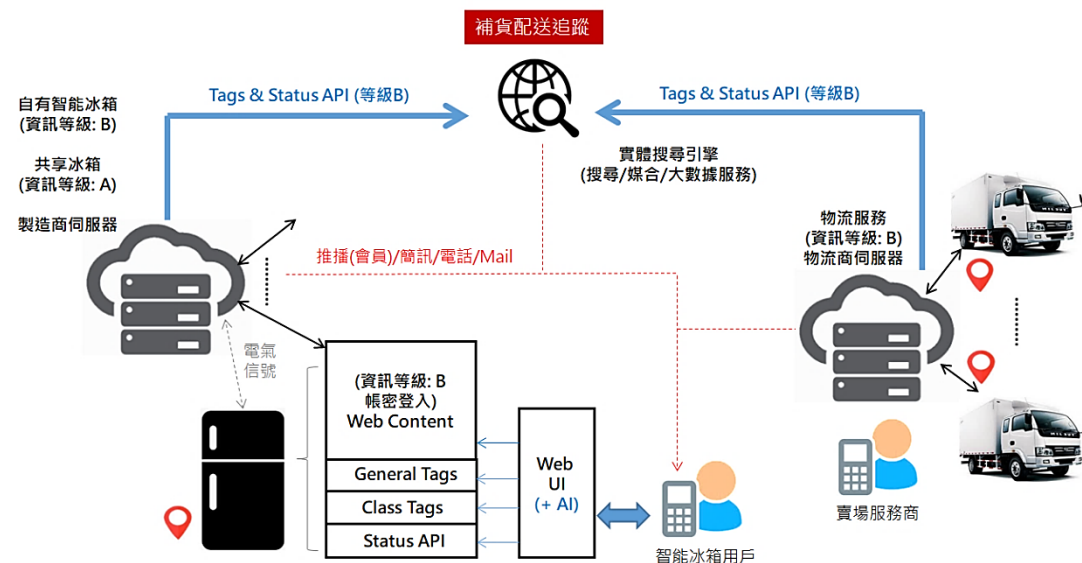 補貨配送追蹤
Tags & Status API (等級B)
Tags & Status API (等級B)
自有智能冰箱
(資訊等級: B)
共享冰箱
(資訊等級: A)
製造商伺服器
實體搜尋引擎
(搜尋/媒合/大數據服務)
物流服務
(資訊等級: B)
物流商伺服器
推播(會員)/簡訊/電話/Mail
電氣
信號
(資訊等級: B
帳密登入)
Web Content
General Tags
Class Tags
Status API
Web
UI
(+ AI)
智能冰箱用戶
賣場服務商